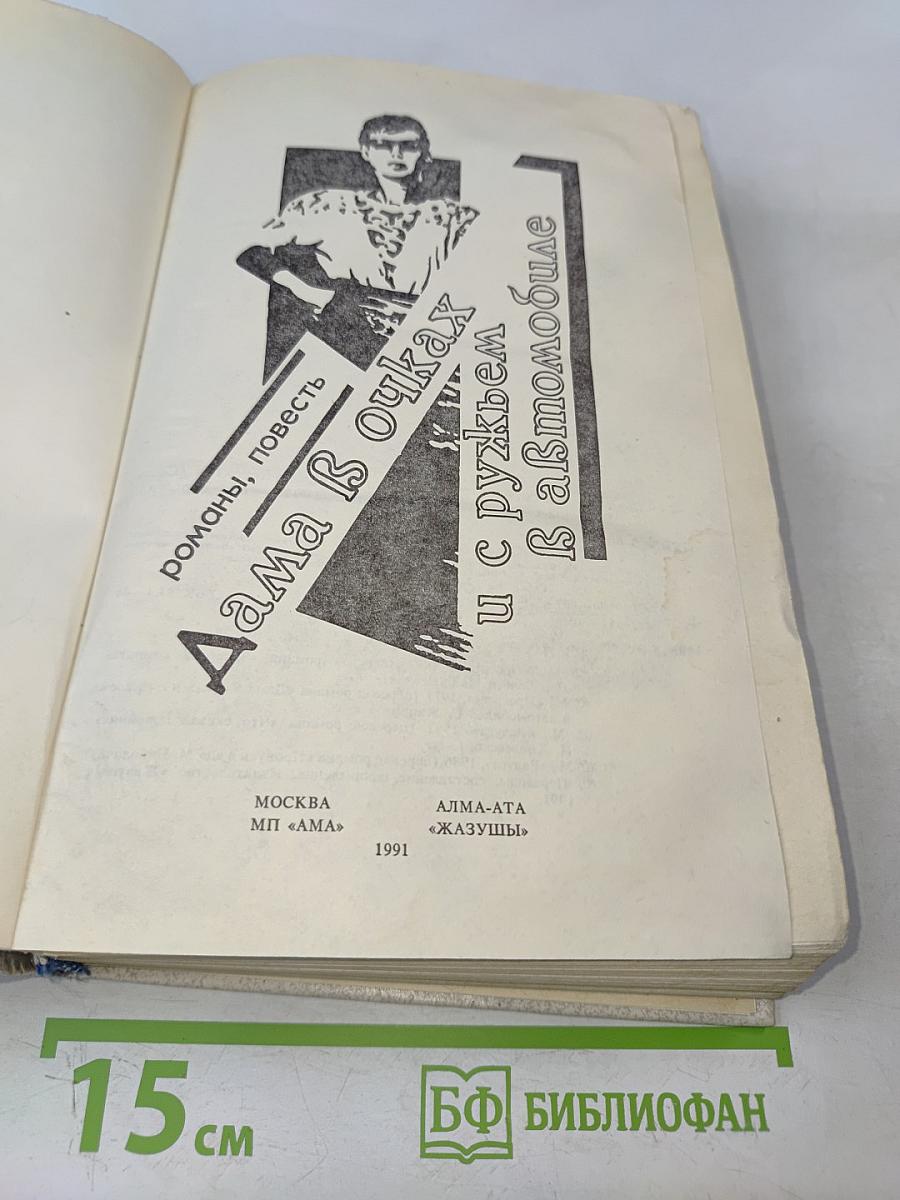 романы, повесть
Дама в очках
и с ружьем
в автомобиле
МОСКВА
МП «АМА»
АЛМА-АТА
«ЖАЗУШЫ»
1991
15 см
БФ БИБЛИОФАН